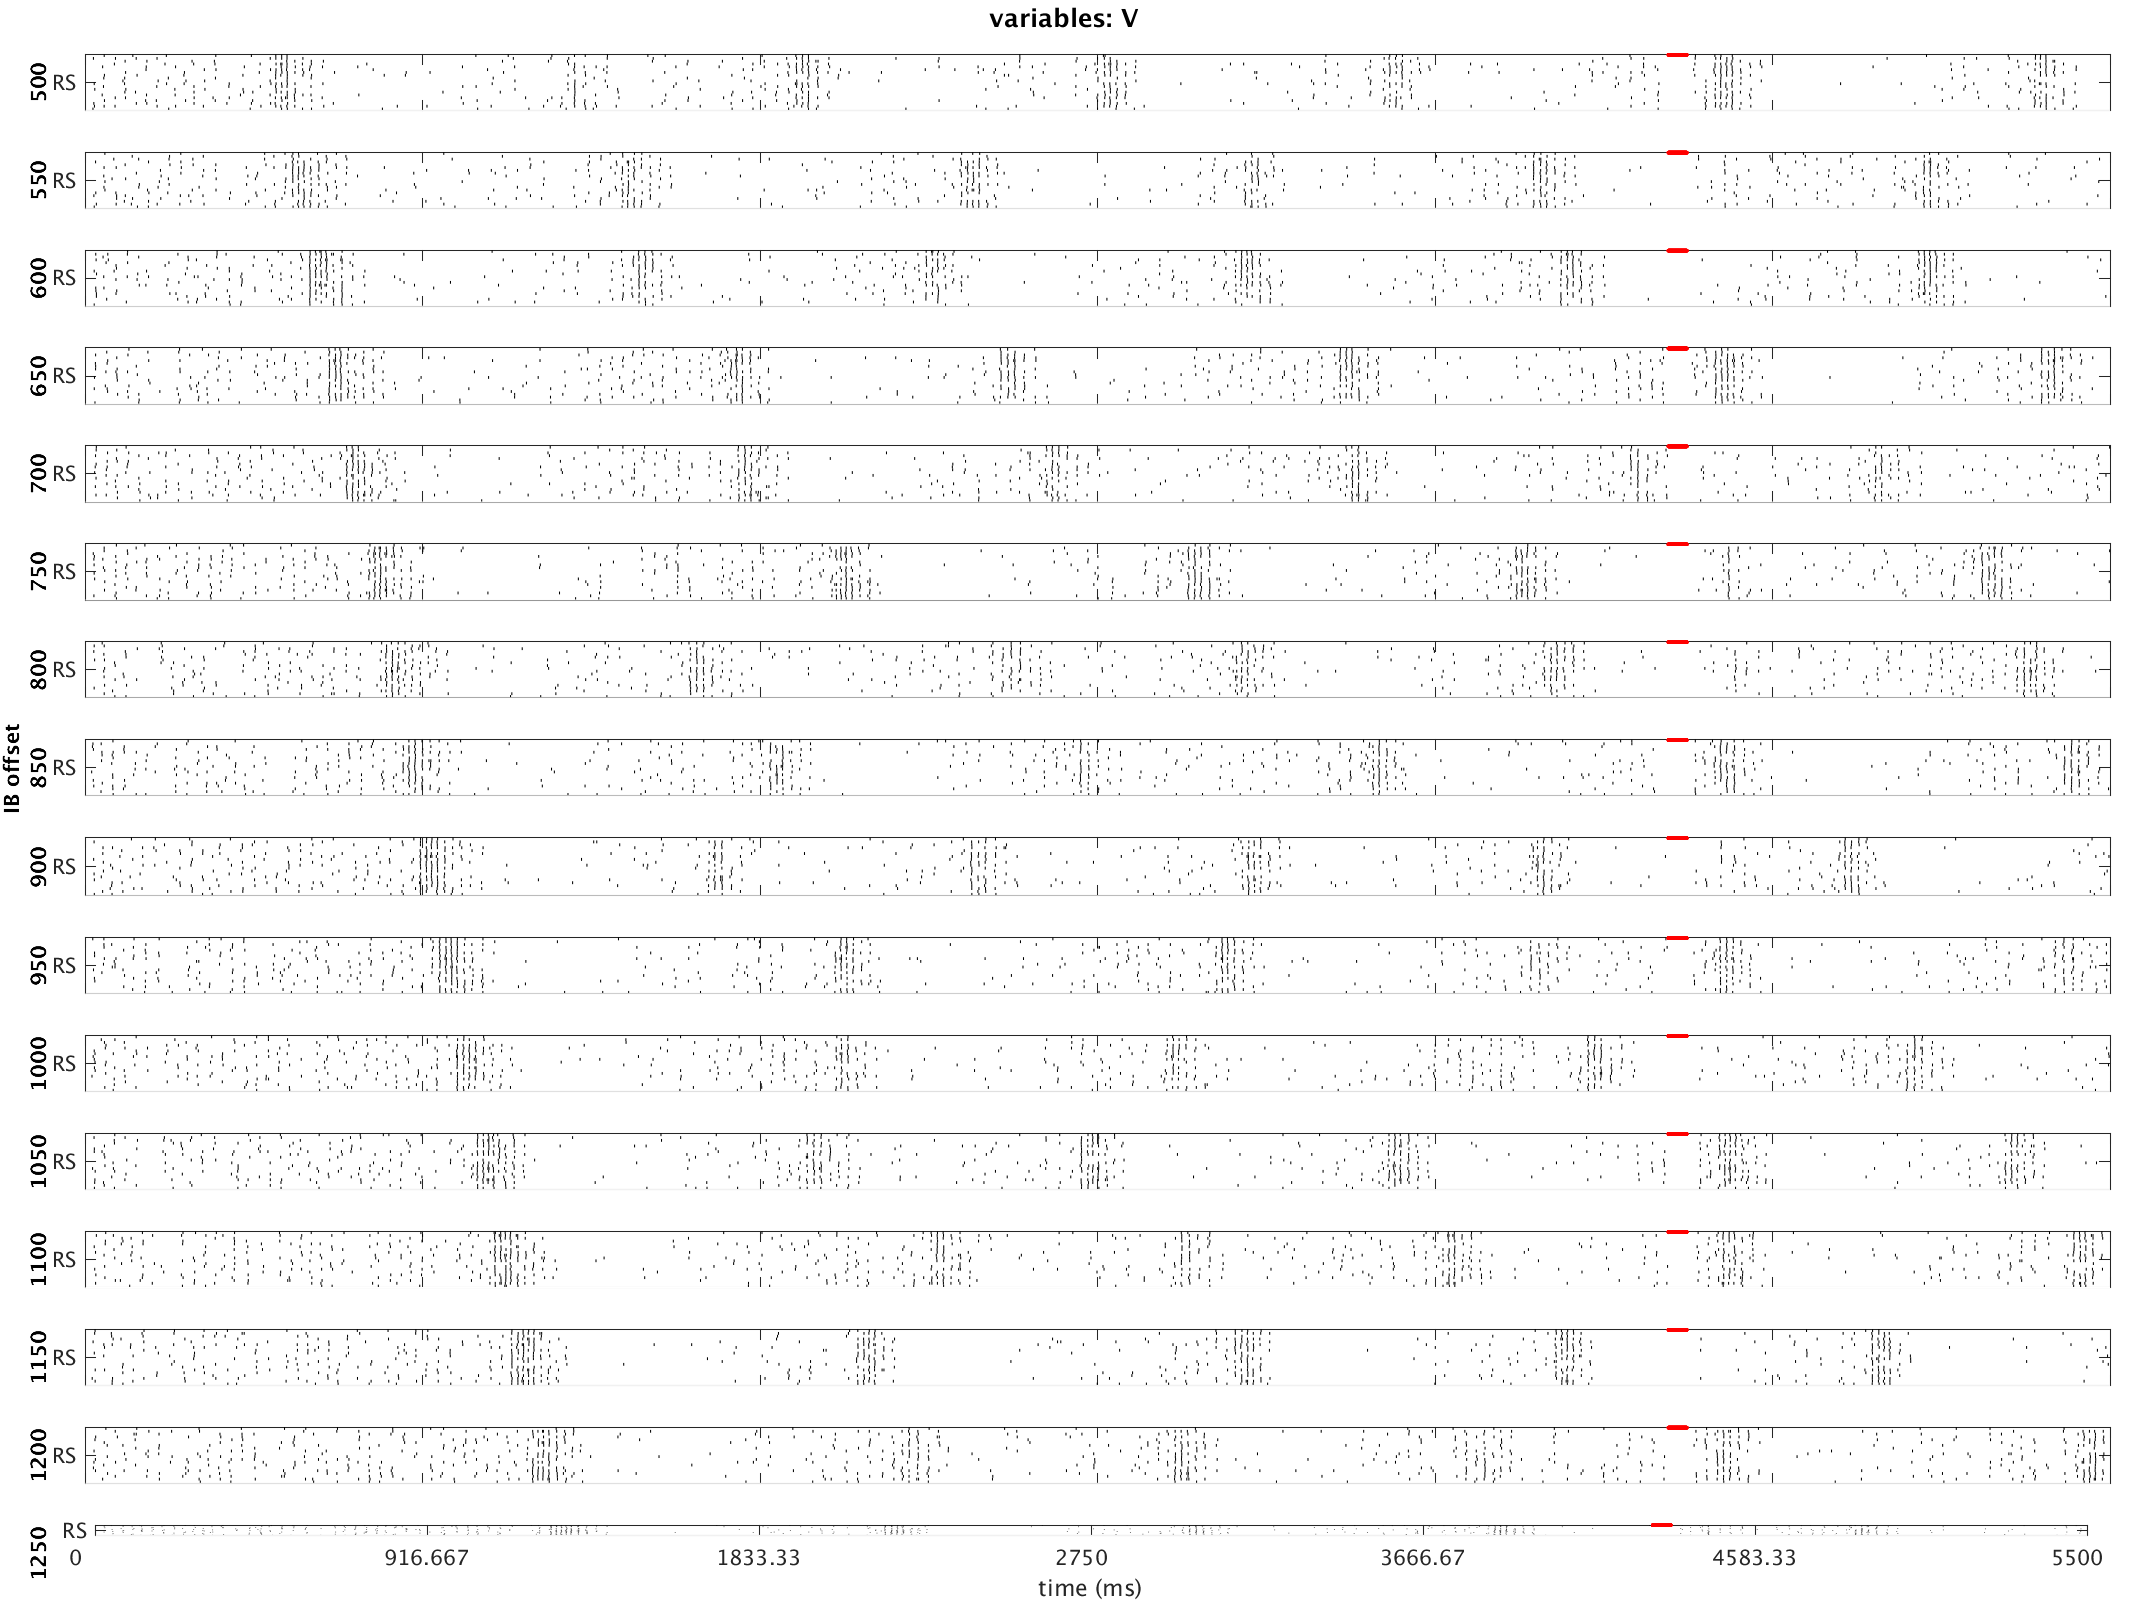 variables: V
500 RS
550 RS
600 RS
650 RS
700 RS
750 RS
800 RS
IB offset
850 RS
900 RS
950 RS
1000 RS
1050 RS
1100 RS
1150 RS
1200 RS
1250 RS
0 916.667 1833.33 2750 3666.67 4583.33 5500
time (ms)